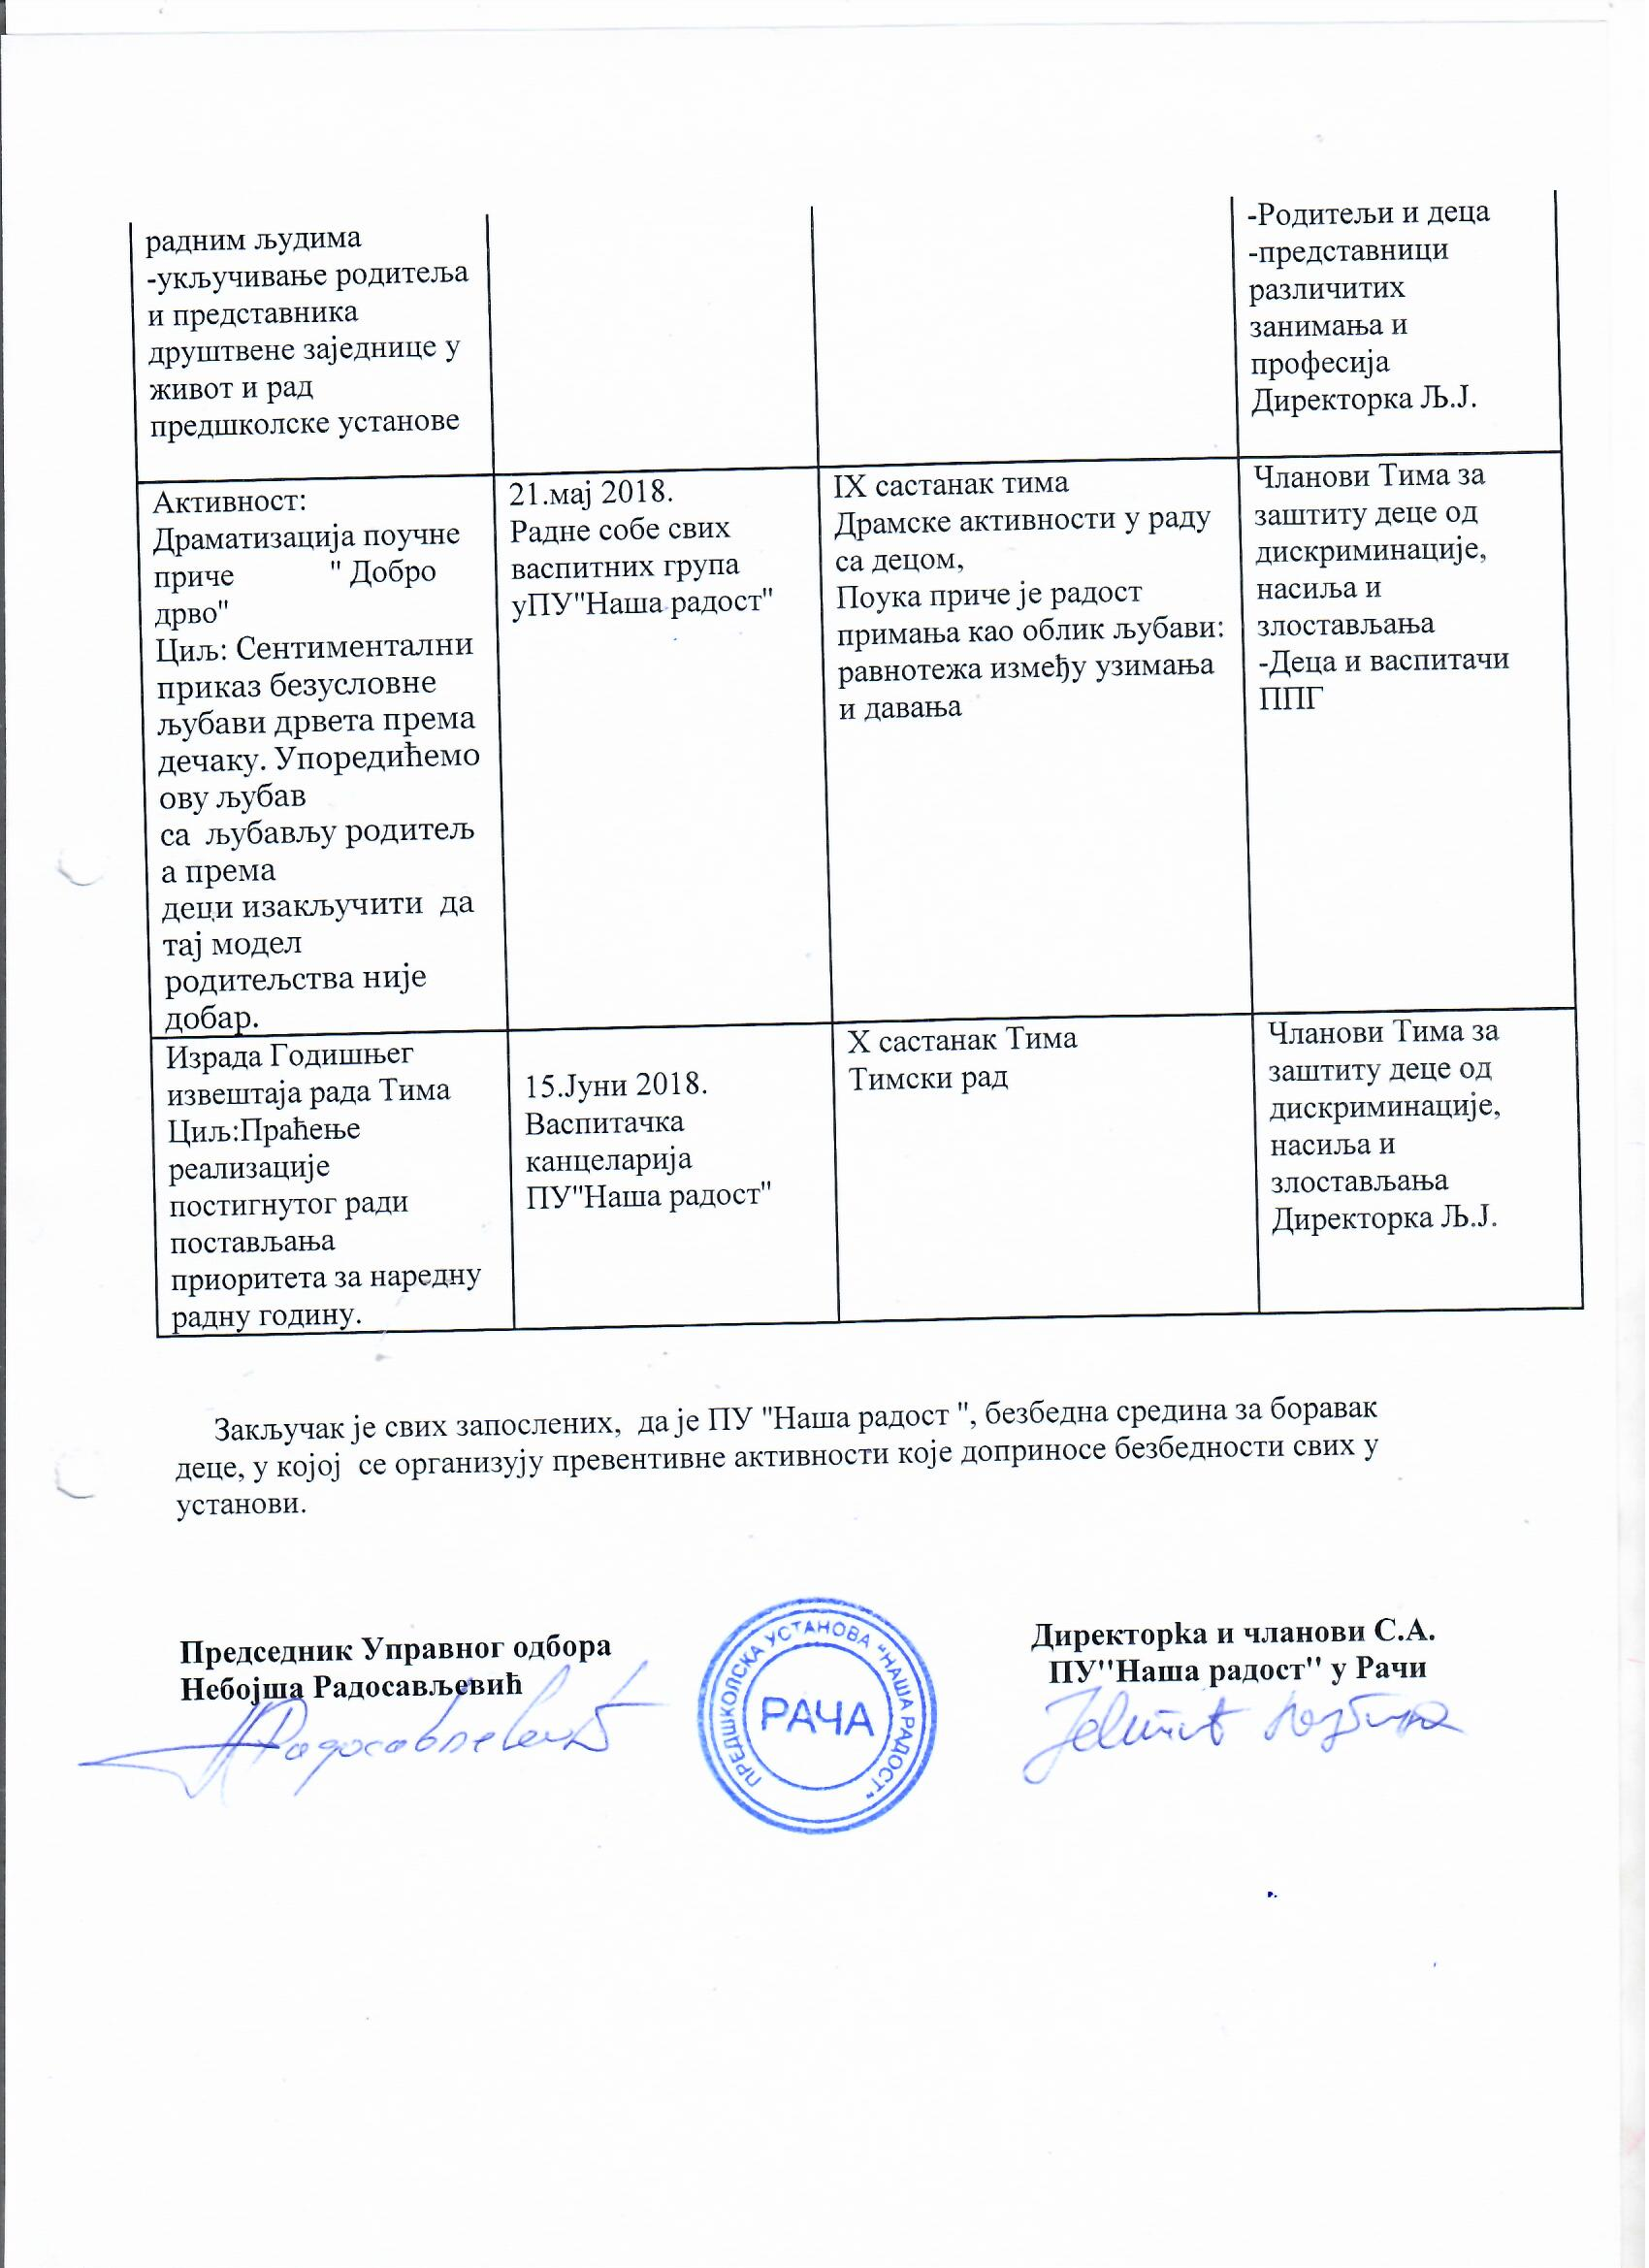 радним људима
-укључивање родитеља
и представника
друштвене заједнице у
живот и рад
предшколске установе
-Родитељи и деца
-представници
различитих
занимања и
професија
Директорка Љ.Ј.
Активност:
Драматизација поучне
приче " Добро
дрво"
Циљ: Сентиментални
приказ безусловне
љубави дрвета према
дечаку. Упоредићемо
ову љубав
са љубављу родитељ
а према
деци изакључити да
тај модел
родитељства није
добар.
21.мај 2018.
Радне собе свих
васпитних група
уПУ"Наша радост"
IX састанак тима
Драмске активности у раду
са децом,
Поука приче је радост
примања као облик љубави:
равнотежа између узимања
и давања
Чланови Тима за
заштиту деце од
дискриминације,
насиља и
злостављања
-Деца и васпитачи
ППГ
Израда Годишњег
извештаја рада Тима
Циљ:Праћење
реализације
постигнутог ради
постављања
приоритета за наредну
радну годину.
15.Јуни 2018.
Васпитачка
канцеларија
ПУ"Наша радост"
X састанак Тима
Тимски рад
Чланови Тима за
заштиту деце од
дискриминације,
насиља и
злостављања
Директорка Љ.Ј.
Закључак је свих запослених, да је ПУ "Наша радост ", безбедна средина за боравак
деце, у којој се организују превентивне активности које доприносе безбедности свих у
установи.
Председник Управног одбора
Небојша Радосављевић
Н Радосављевић
ПРЕДШКОЛСКА УСТАНОВА "НАША РАДОСТ"
РАЧА
Директорkа и чланови С.А.
ПУ"Наша радост" у Рачи